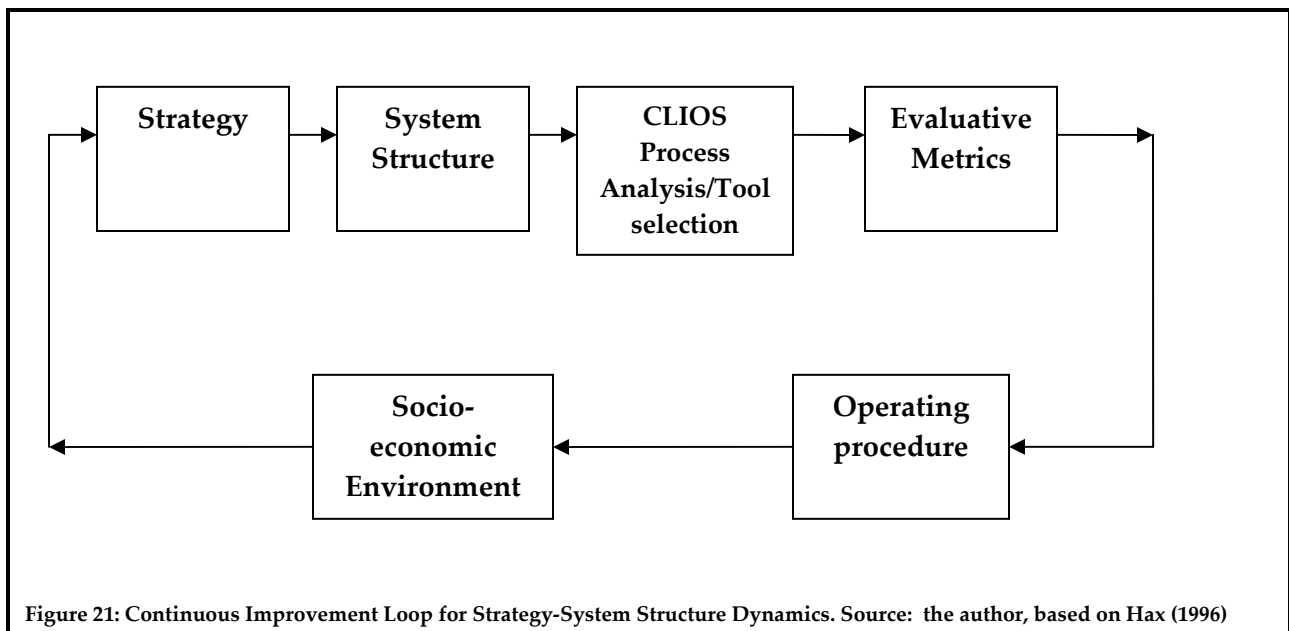 Strategy
System
Structure
CLIOS
Process
Analysis/Tool
selection
Evaluative
Metrics
Socio-
economic
Environment
Operating
procedure
Figure 21: Continuous Improvement Loop for Strategy-System Structure Dynamics. Source:  the author, based on Hax (1996)